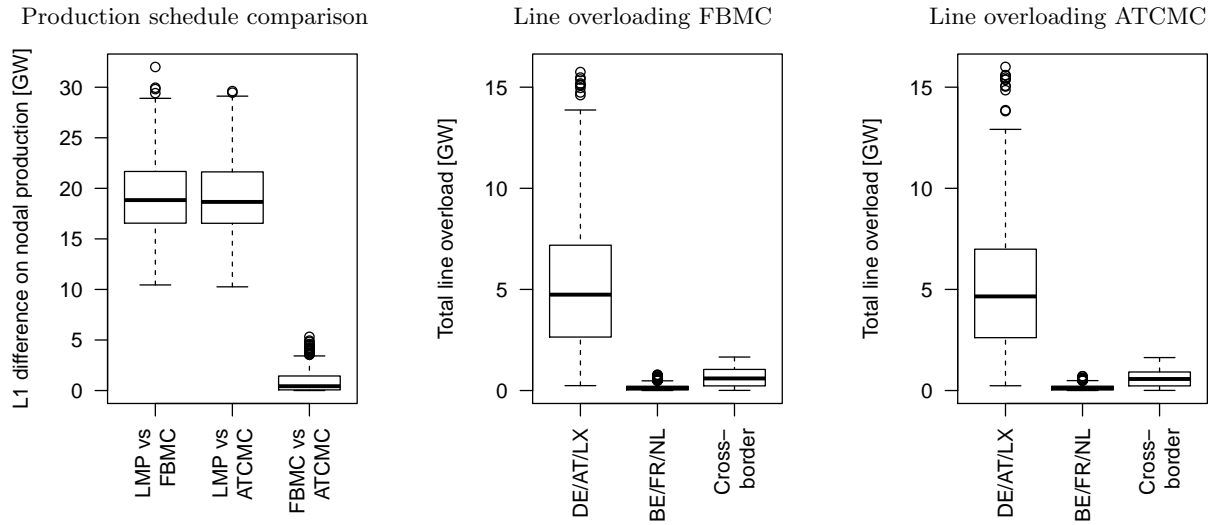 Production schedule comparison
L1 difference on nodal production [GW]
30
25
20
15
10
5
0
LMP vs
FBMC
LMP vs
ATCMC
FBMC vs
ATCMC
Line overloading FBMC
Total line overload [GW]
15
10
5
0
DE/AT/LX
BE/FR/NL
Cross−
border
Line overloading ATCMC
Total line overload [GW]
15
10
5
0
DE/AT/LX
BE/FR/NL
Cross−
border